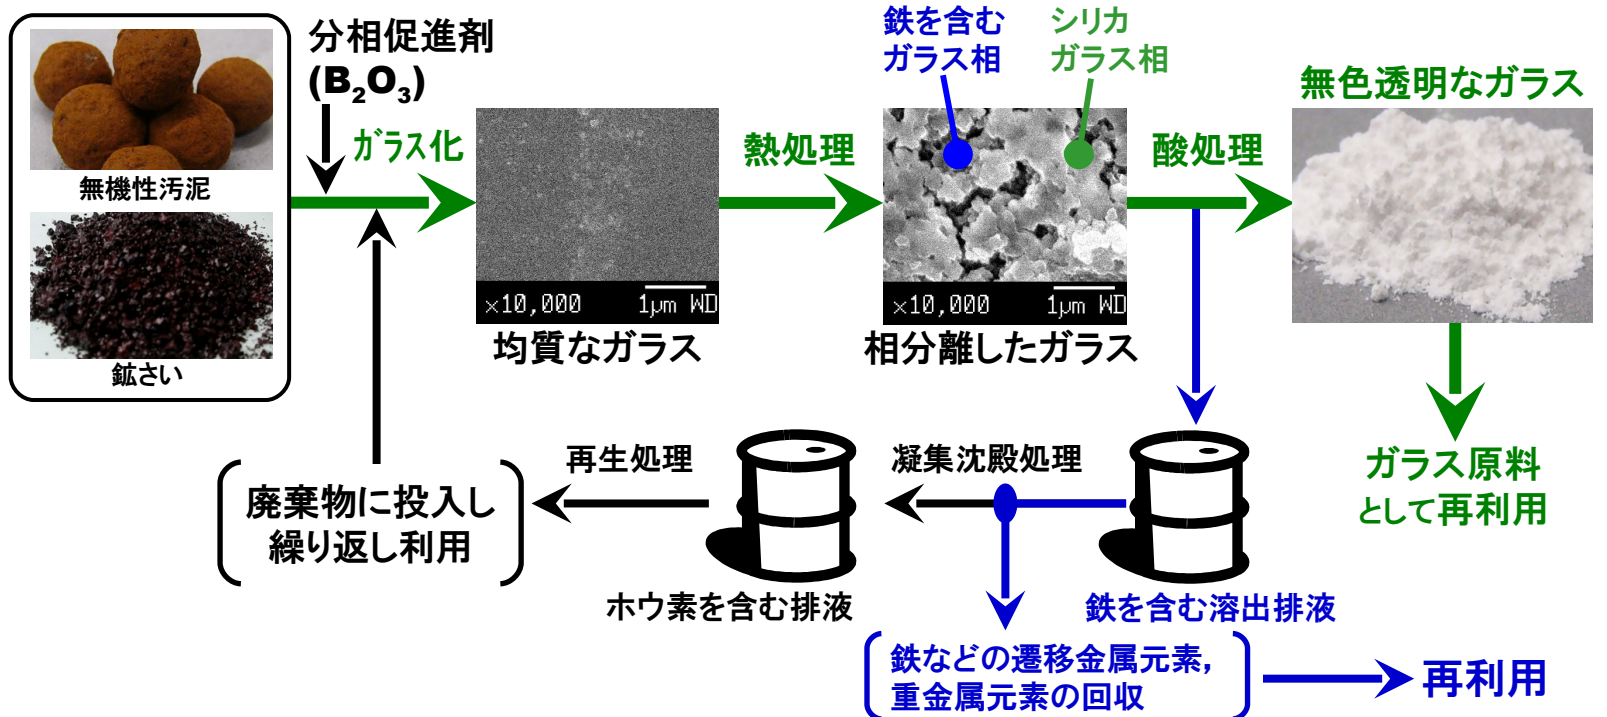 無機性汚泥
鉱さい
分相促進剤
(B₂O₃)
ガラス化
×10,000 1μm WD
均質なガラス
熱処理
鉄を含む
ガラス相
シリカ
ガラス相
×10,000 1μm WD
相分離したガラス
酸処理
無色透明なガラス
ガラス原料
として再利用
鉄を含む溶出排液
凝集沈殿処理
鉄などの遷移金属元素,
重金属元素の回収
再利用
ホウ素を含む排液
再生処理
廃棄物に投入し
繰り返し利用